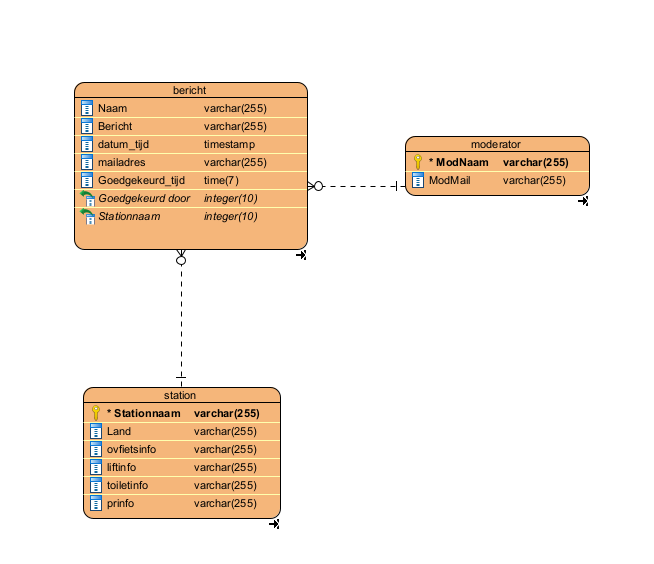 bericht
Naam varchar(255)
Bericht varchar(255)
datum_tijd timestamp
mailadres varchar(255)
Goedgekeurd_tijd time(7)
Goedgekeurd door integer(10)
Stationnaam integer(10)
moderator
* ModNaam varchar(255)
ModMail varchar(255)
station
* Stationnaam varchar(255)
Land varchar(255)
ovfietsinfo varchar(255)
liftinfo varchar(255)
toiletinfo varchar(255)
prinfo varchar(255)